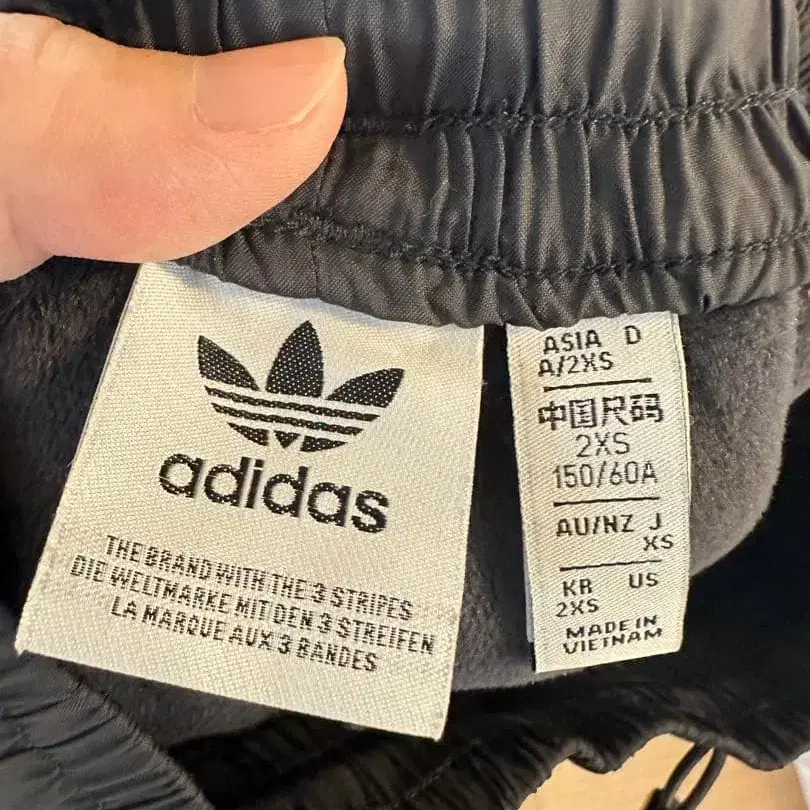 adidas
THE BRAND WITH THE 3 STRIPES
DIE WELTMARKE MIT DEN 3 STREIFEN
LA MARQUE AUX 3 BANDES
ASIA D
A/2XS
中国尺码
2XS
150/60A
AU/NZ J
XS
KR US
2XS
MADE IN
VIETNAM